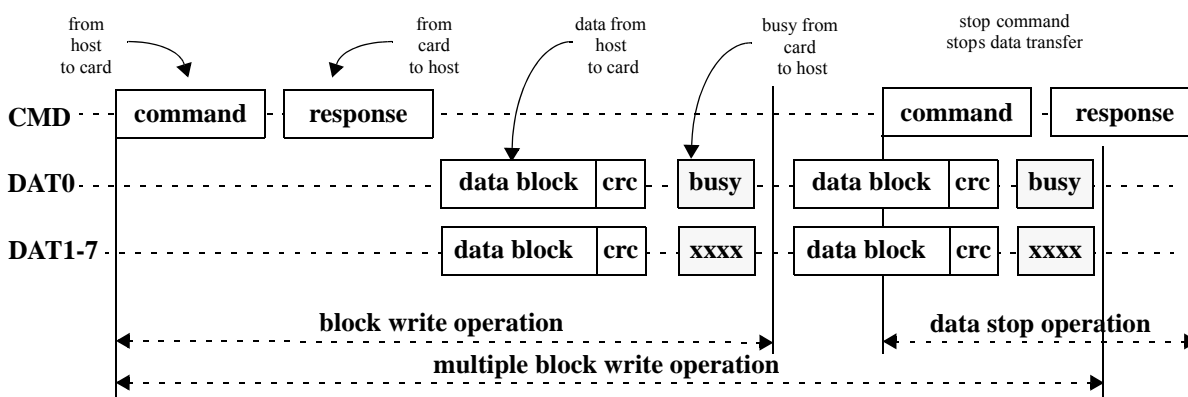 from
host
to card
from
card
to host
data from
host
to card
busy from
card
to host
stop command
stops data transfer
CMD command response command response
DAT0 data block crc busy data block crc busy
DAT1-7 data block crc xxxx data block crc xxxx
block write operation data stop operation
multiple block write operation